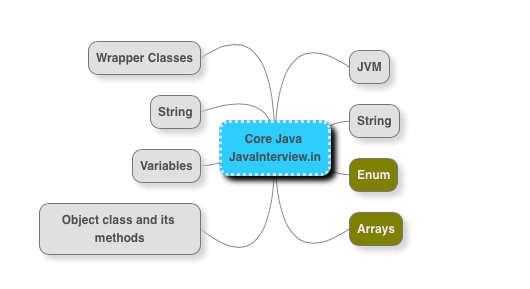 Wrapper Classes
String
Variables
Object class and its
methods
Core Java
JavaInterview.in
JVM
String
Enum
Arrays